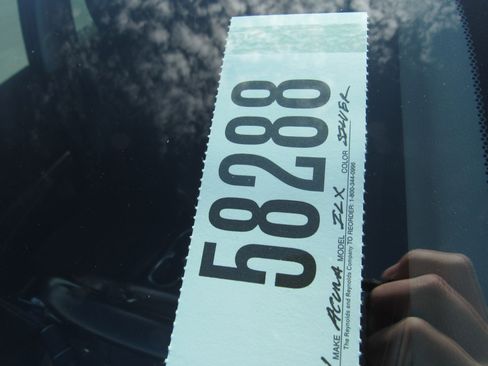 58288
MAKE Acura MODEL ILX COLOR SILVER
The Reynolds and Reynolds Company TO REORDER: 1-800-344-0996